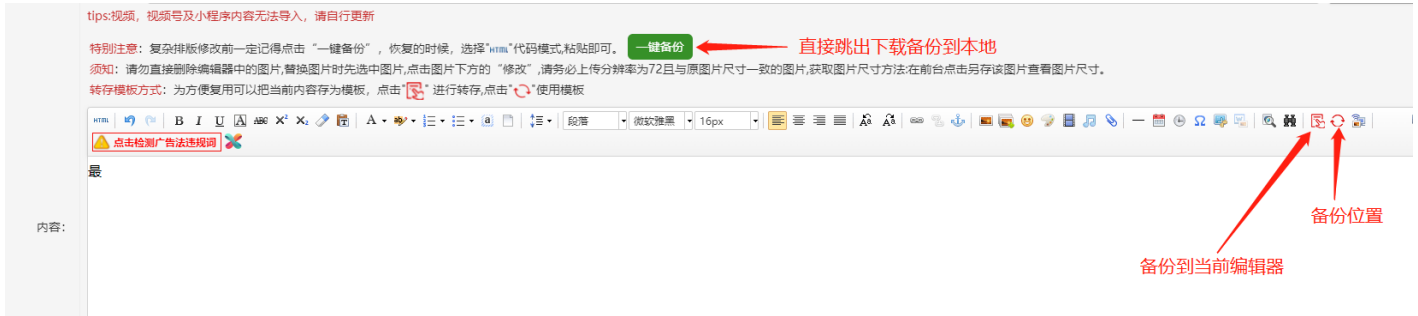 tips:视频，视频号及小程序内容无法导入，请自行更新
特别注意：复杂排版修改前一定记得点击“一键备份”，恢复的时候，选择"HTML"代码模式,粘贴即可。 一键备份 直接跳出下载备份到本地
须知：请勿直接删除编辑器中的图片,替换图片时先选中图片,点击图片下方的“修改”,请务必上传分辨率为72且与原图片尺寸一致的图片,获取图片尺寸方法:在前台点击另存该图片查看图片尺寸。
转存模板方式：为方便复用可以把当前内容存为模板，点击" " 进行转存,点击" "使用模板
HTML B I U A ABC X² X₂ A ab a 段落 微软雅黑 16px Aa Aa Ω
点击检测广告法违规词
最
备份位置
内容：
备份到当前编辑器